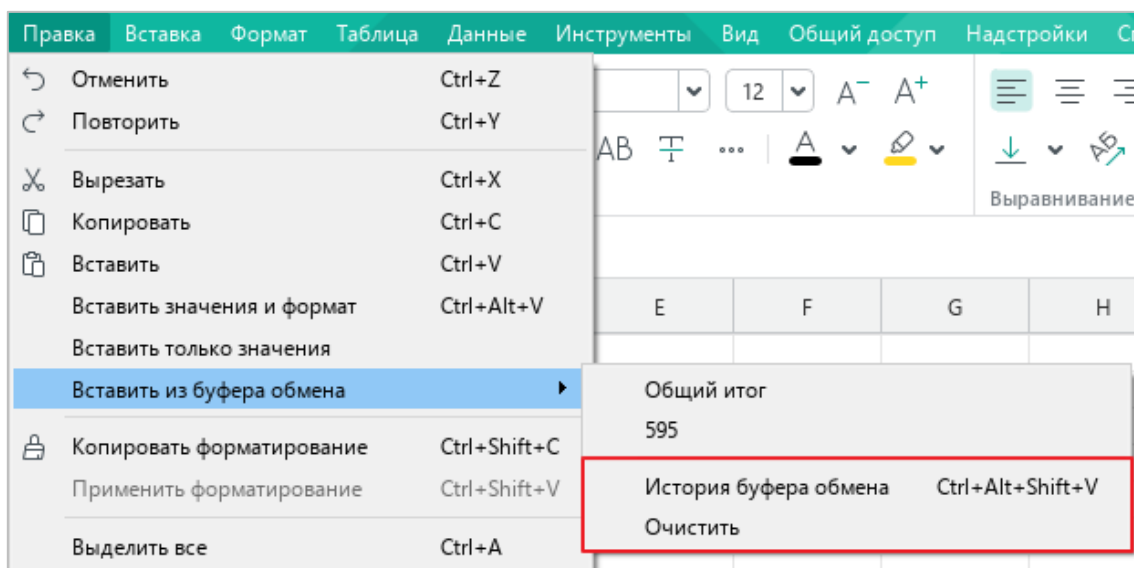 Правка Вставка Формат Таблица Данные Инструменты Вид Общий доступ Надстройки
Отменить Ctrl+Z
Повторить Ctrl+Y
12 A− A+
AB T A
Вырезать Ctrl+X
Выравнивание
Копировать Ctrl+C
Вставить Ctrl+V
Вставить значения и формат Ctrl+Alt+V
E F G H
Вставить только значения
Вставить из буфера обмена
Общий итог
595
Копировать форматирование Ctrl+Shift+C
Применить форматирование Ctrl+Shift+V
История буфера обмена Ctrl+Alt+Shift+V
Очистить
Выделить все Ctrl+A